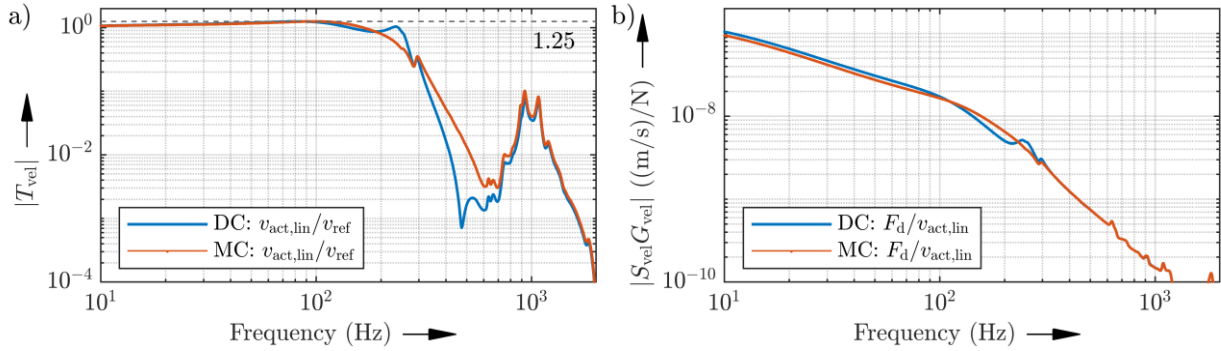 a)
|T_vel|
10^0
10^-2
10^-4
1.25
DC: v_act,lin/v_ref
MC: v_act,lin/v_ref
10^1
10^2
10^3
Frequency (Hz)
b)
|S_velG_vel| ((m/s)/N)
10^-8
10^-10
DC: F_d/v_act,lin
MC: F_d/v_act,lin
10^1
10^2
10^3
Frequency (Hz)